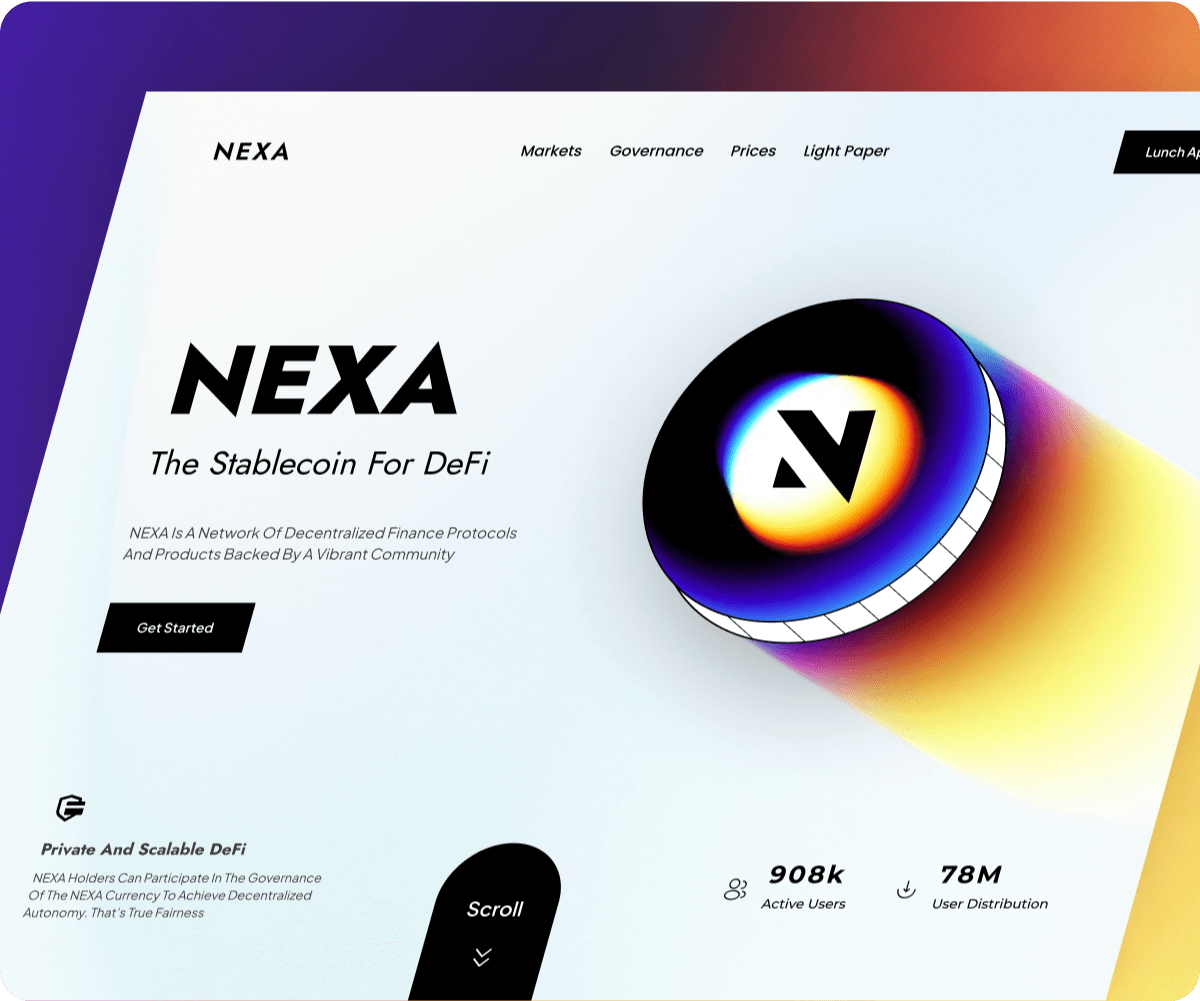 NEXA
Markets Governance Prices Light Paper
Lunch
NEXA
The Stablecoin For DeFi
NEXA Is A Network Of Decentralized Finance Protocols
And Products Backed By A Vibrant Community
Get Started
Private And Scalable DeFi
NEXA Holders Can Participate In The Governance
Of The NEXA Currency To Achieve Decentralized
Autonomy. That's True Fairness
Scroll
908k
Active Users
78M
User Distribution